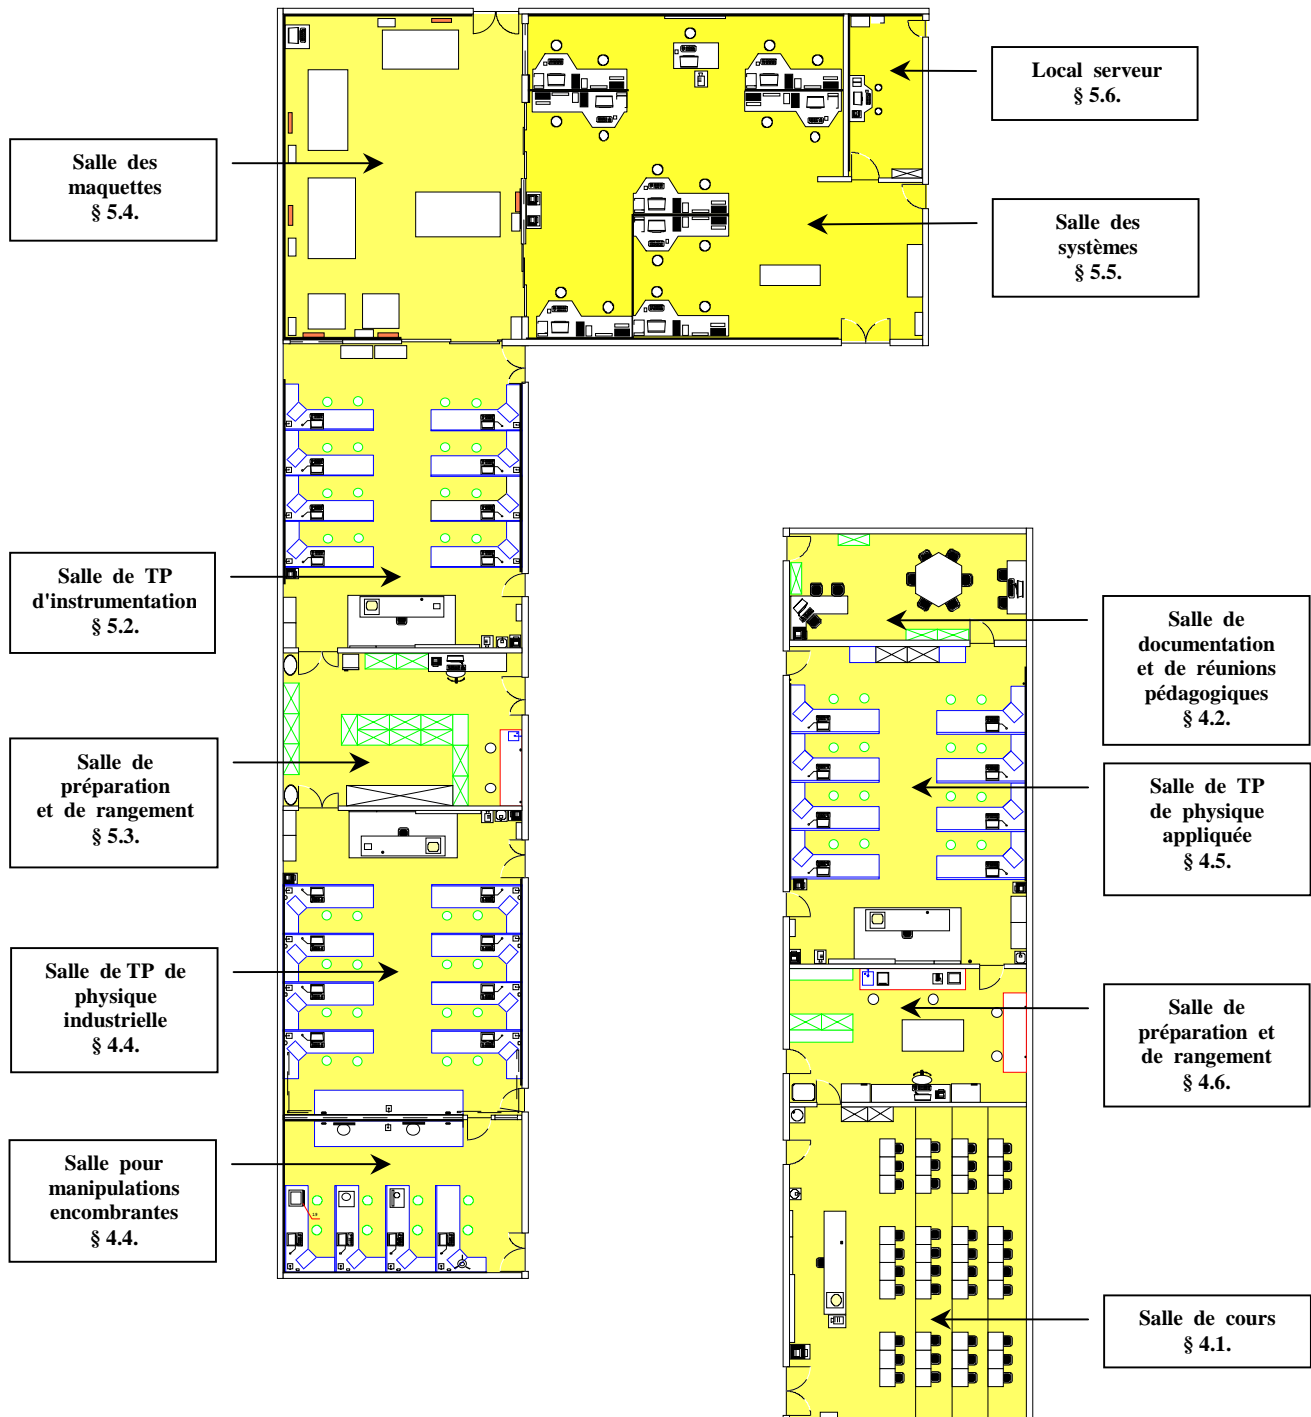 Local serveur
§ 5.6.
Salle des
maquettes
§ 5.4.
Salle des
systèmes
§ 5.5.
Salle de TP
d'instrumentation
§ 5.2.
Salle de
documentation
et de réunions
pédagogiques
§ 4.2.
Salle de
préparation
et de rangement
§ 5.3.
Salle de TP
de physique
appliquée
§ 4.5.
Salle de TP de
physique
industrielle
§ 4.4.
Salle de
préparation et
de rangement
§ 4.6.
Salle pour
manipulations
encombrantes
§ 4.4.
Salle de cours
§ 4.1.